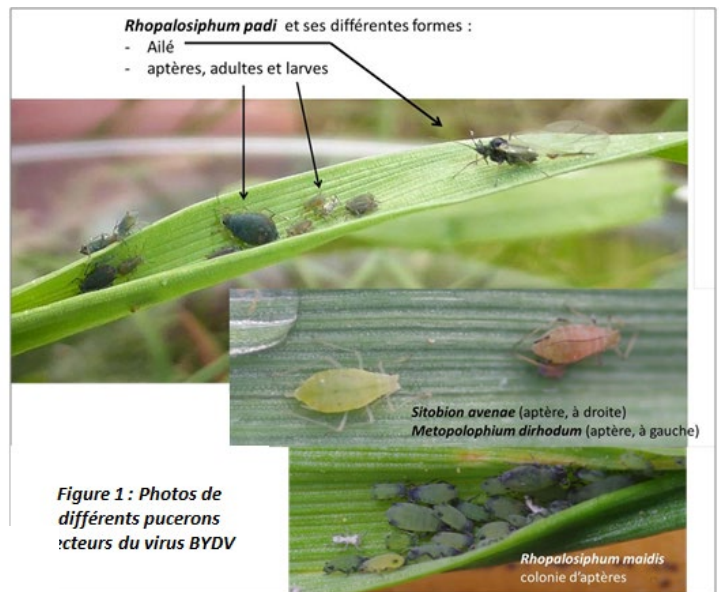 Rhopalosiphum padi et ses différentes formes :
- Ailé
- aptères, adultes et larves
Sitobion avenae (aptère, à droite)
Metopolophium dirhodum (aptère, à gauche)
Figure 1 : Photos de
différents pucerons
ecteurs du virus BYDV
Rhopalosiphum maidis
colonie d'aptères